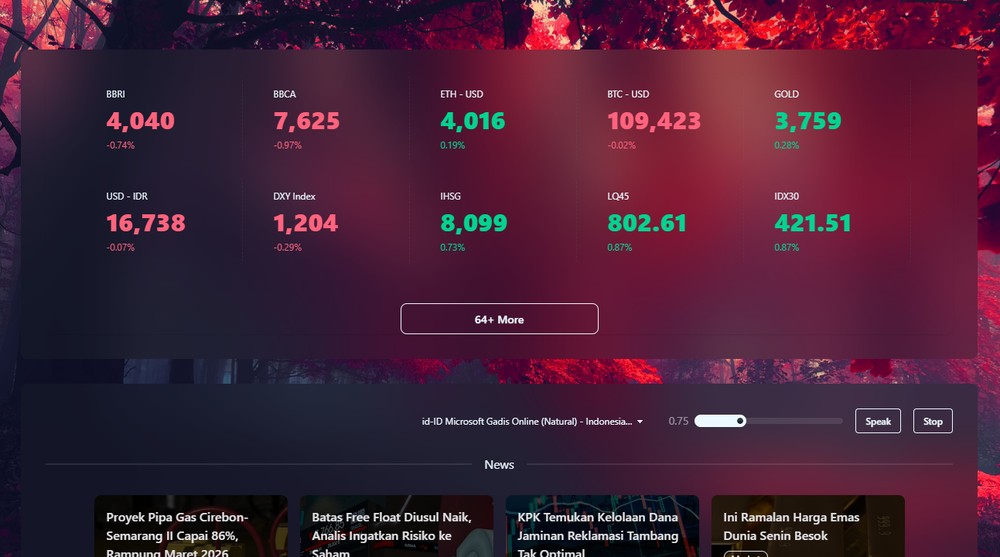 BBRI
4,040
-0.74%
BBCA
7,625
-0.97%
ETH - USD
4,016
0.19%
BTC - USD
109,423
-0.02%
GOLD
3,759
0.28%
USD - IDR
16,738
-0.07%
DXY Index
1,204
-0.29%
IHSG
8,099
0.73%
LQ45
802.61
0.87%
IDX30
421.51
0.87%
64+ More
id-ID Microsoft Gadis Online (Natural) - Indonesia...
0.75
Speak
Stop
News
Proyek Pipa Gas Cirebon-
Semarang II Capai 86%,
Rampung Maret 2026
Batas Free Float Diusul Naik,
Analis Ingatkan Risiko ke
Saham
KPK Temukan Kelolaan Dana
Jaminan Reklamasi Tambang
Tak Optimal
Ini Ramalan Harga Emas
Dunia Senin Besok